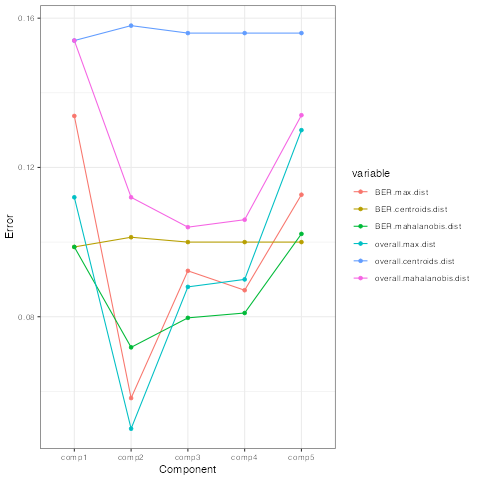 0.16
0.12
0.08
Error
comp1 comp2 comp3 comp4 comp5
Component
variable
BER.max.dist
BER.centroids.dist
BER.mahalanobis.dist
overall.max.dist
overall.centroids.dist
overall.mahalanobis.dist